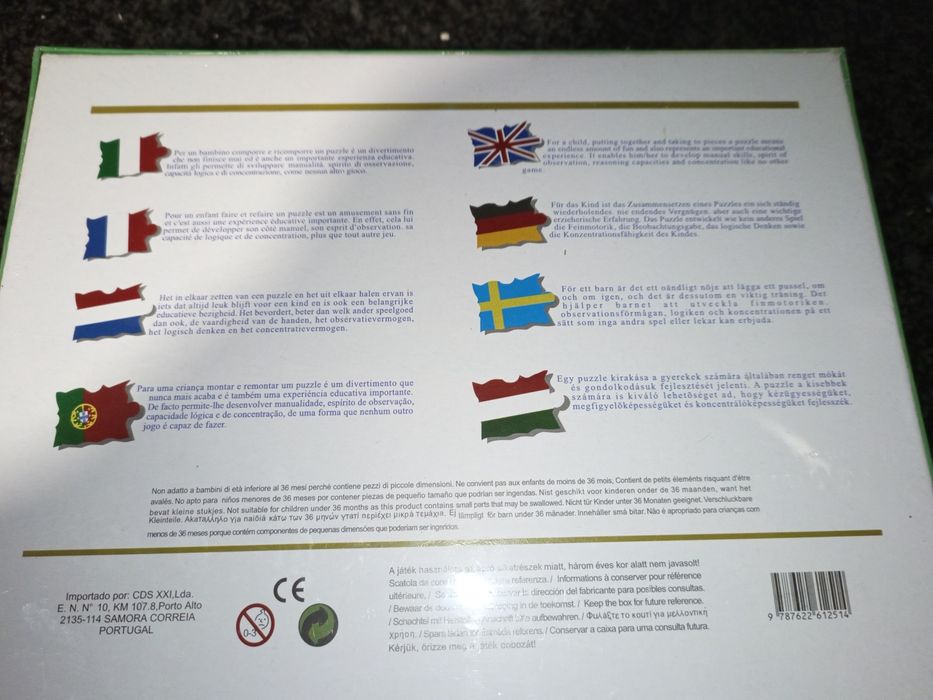 Per un bambino comporre e ricomporre un puzzle è un divertimento
che non finisce mai ed è anche un importante esperienza educativa.
Infatti gli permette di sviluppare manualità, spirito di osservazione,
capacità logica e di concentrazione, come nessun altro gioco.
Pour un enfant faire et refaire un puzzle est un amusement sans fin
et c'est aussi une expérience éducative importante. En effet, cela lui
permet de développer son côté manuel, son esprit d'observation. sa
capacité de logique et de concentration, plus que tout autre jeu.
Het in elkaar zetten van een puzzle en het uit elkaar halen ervan is
iets dat altijd leuk blijft voor een kind en is ook een belangrijke
educatieve bezigheid. Het bevordert, beter dan welk ander speelgoed
dan ook, de vaardigheid van de handen, het observatievermogen,
het logisch denken en het concentratievermogen.
Para uma criança montar e remontar um puzzle é um divertimento que
nunca mais acaba e é também uma experiência educativa importante.
De facto permite-lhe desenvolver manualidade, espírito de observação,
capacidade lógica e de concentração, de uma forma que nenhum outro
jogo é capaz de fazer.
For a child, putting together and taking to pieces a puzzle means
an endless amount of fun and also represents an important educational
experience. It enables him/her to develop manual skills, spirit of
observation, reasoning capacities and concentration like no other
game.
Für das Kind ist das Zusammensetzen eines Puzzles ein sich ständig
wiederholendes, nie endendes Vergnügen, aber auch eine wichtige
erzieherische Erfahrung. Das Puzzle entwickelt wie kein anderes Spiel
die Feinmotorik, die Beobachtungsgabe, das logische Denken sowie
die Konzentrationsfähigkeit des Kindes.
För ett barn är det ett oändligt nöje att lägga ett pussel, om
och om igen, och det är dessutom en viktig träning. Det
hjälper barnet att utveckla finmotoriken,
observationsförmågan, logiken och koncentrationen på ett
sätt som inga andra spel eller lekar kan erbjuda.
Egy puzzle kirakása a gyerekek számára általában renget mókát
és gondolkodásuk fejlesztését jelenti. A puzzle a kisebbek
számára is kiváló lehetőséget ad, hogy kézügyességüket,
megfigyelőképességüket és koncentrálóképességüket fejlesszék.
Non adatto a bambini di età inferiore al 36 mesi perché contiene pezzi di piccole dimensioni. Ne convient pas aux enfants de moins de 36 mois, Contient de petits éléments risquant d'être
avalés. No apto para niños menores de 36 meses por contener piezas de pequeño tamaño que podrían ser ingeridas. Nist geschikt voor kinderen onder de 36 maanden, want het
bevat kleine stukjes. Not suitable for children under 36 months as this product contains small parts that may be swallowed. Nicht für Kinder unter 36 Monaten geeignet. Verschluckbare
Kleinteile. Ακατάλληλο για παιδιά κάτω των 36 μηνών γτατί περιέχει μικρά τεμάχια. Ej lämpligt för barn under 36 månader. Innehåller små bitar. Não é apropriado para crianças com
menos de 36 meses porque contém componentes de pequenas dimensões que poderiam ser ingeridos.
Importado por: CDS XXI,Lda.
E. N. N° 10, KM 107.8,Porto Alto
2135-114 SAMORA CORREIA
PORTUGAL
CE
0-3
A játék használata az apró alkatrészek miatt, három éves kor alatt nem javasolt!
Scatola da referenza. / Informations à conserver pour référence
ultérieure. / la dirección del fabricante para posibles consultas.
/ Bewaar de in de toekomst. / Keep the box for future reference.
/ Schachtel aufbewahren. / Φυλάξτε το κουτί για μελλοντική
χρηση. / Spara referens. / Conservar a caixa para uma consulta futura.
Kérjük, őrizze meg a játék dobozát!
9 787622 612514